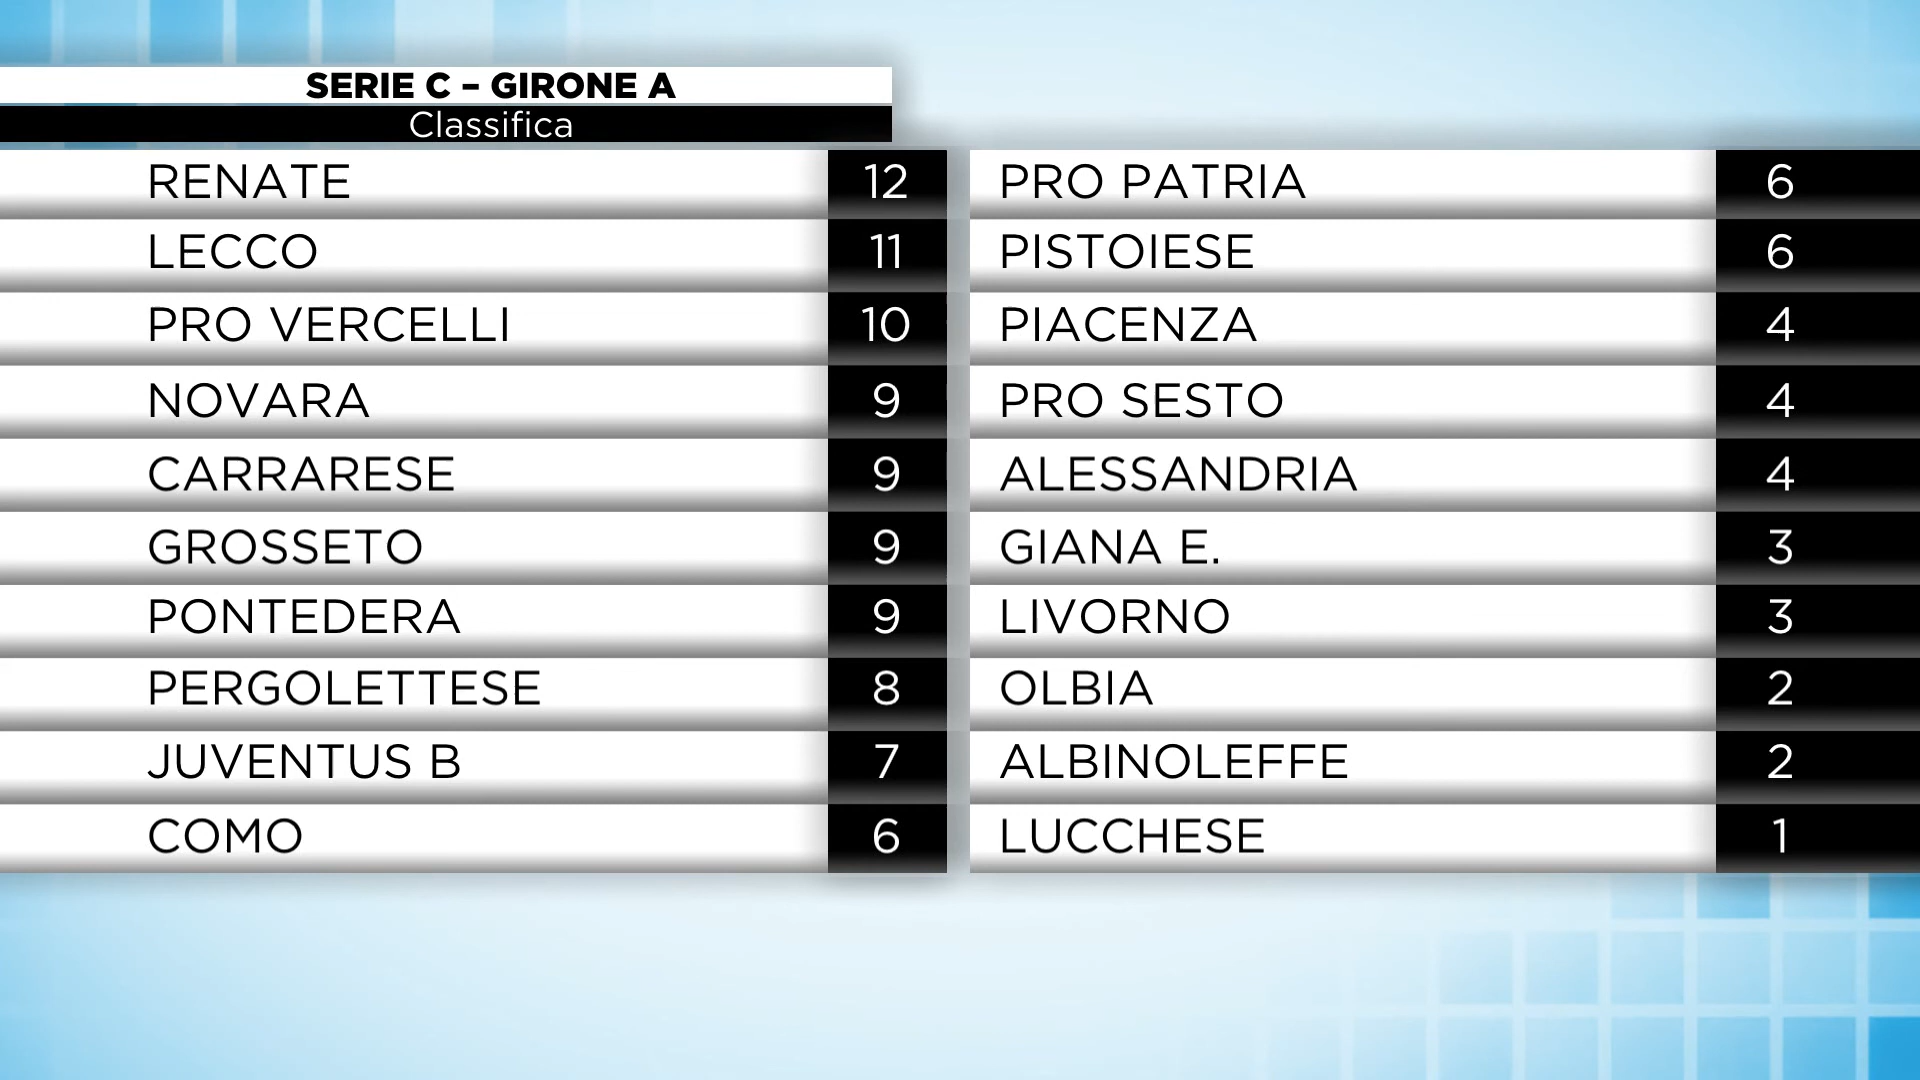 SERIE C – GIRONE A
Classifica
RENATE 12
LECCO 11
PRO VERCELLI 10
NOVARA 9
CARRARESE 9
GROSSETO 9
PONTEDERA 9
PERGOLETTESE 8
JUVENTUS B 7
COMO 6
PRO PATRIA 6
PISTOIESE 6
PIACENZA 4
PRO SESTO 4
ALESSANDRIA 4
GIANA E. 3
LIVORNO 3
OLBIA 2
ALBINOLEFFE 2
LUCCHESE 1